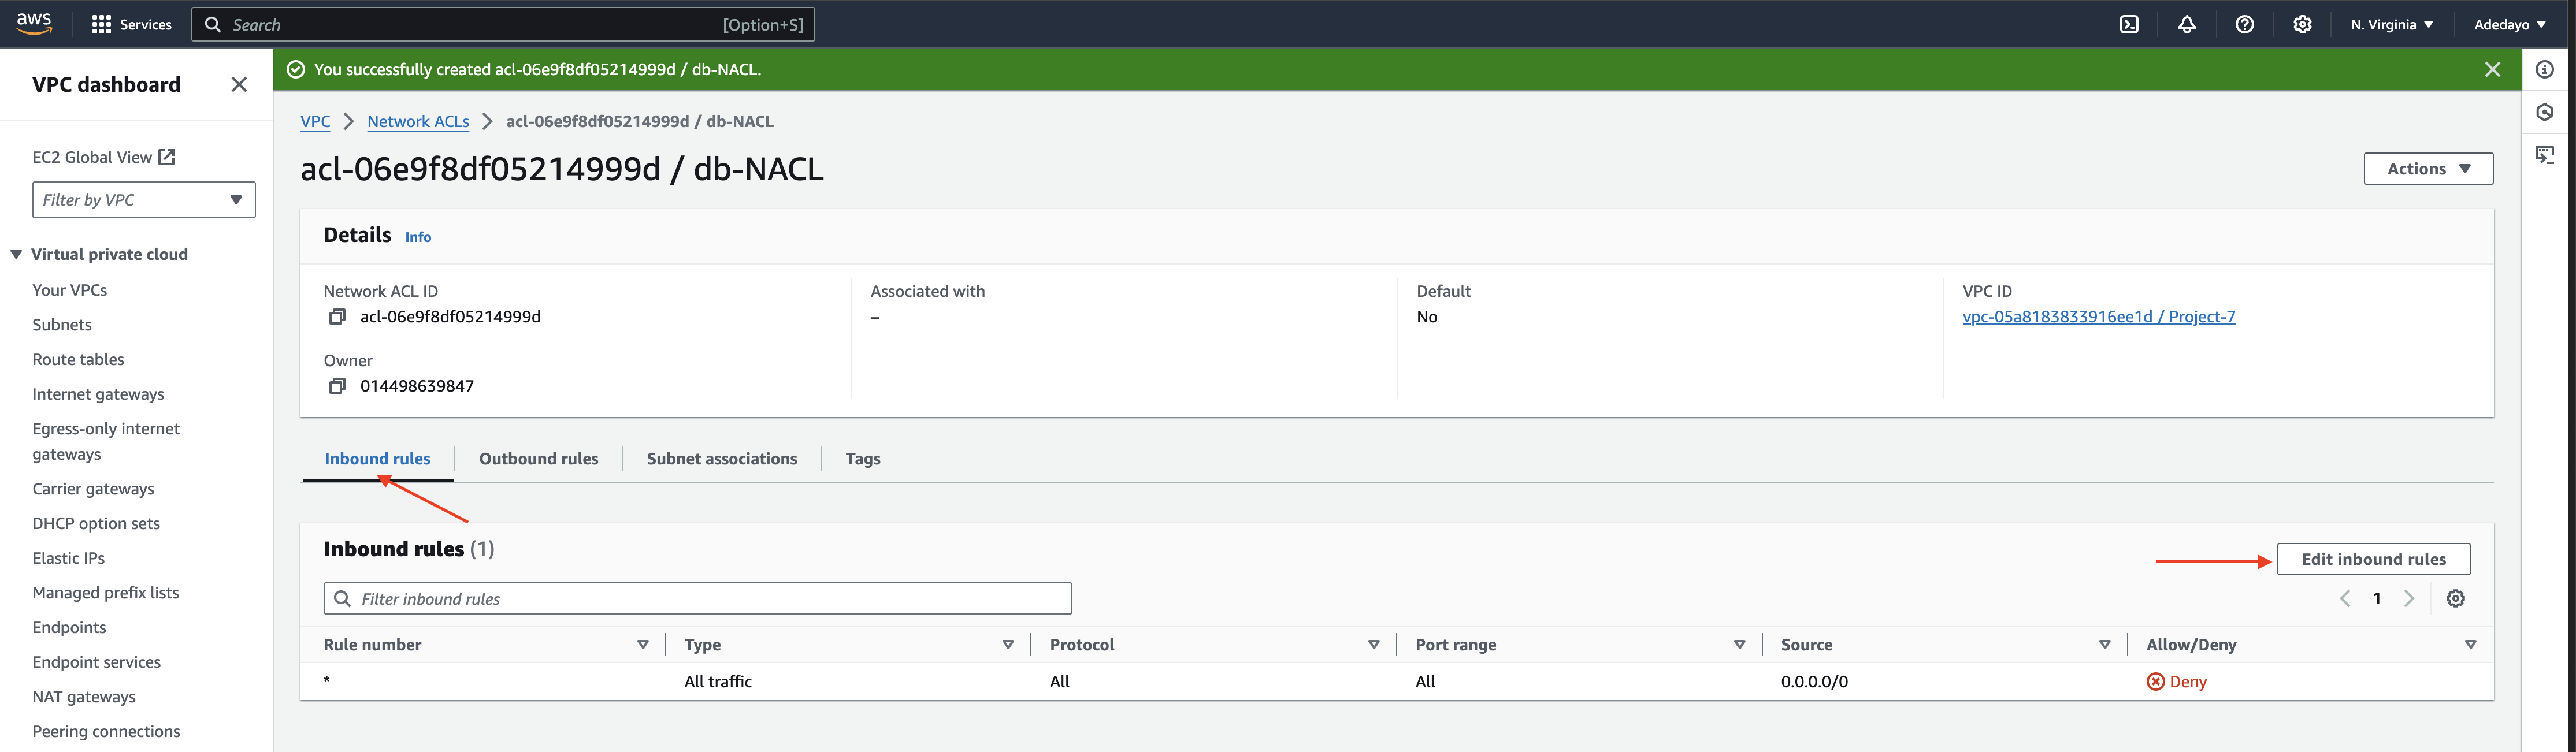 aws
Services
Search
[Option+S]
N. Virginia
Adedayo
VPC dashboard
You successfully created acl-06e9f8df05214999d / db-NACL.
EC2 Global View
Filter by VPC
Virtual private cloud
Your VPCs
Subnets
Route tables
Internet gateways
Egress-only internet
gateways
Carrier gateways
DHCP option sets
Elastic IPs
Managed prefix lists
Endpoints
Endpoint services
NAT gateways
Peering connections
VPC > Network ACLs > acl-06e9f8df05214999d / db-NACL
acl-06e9f8df05214999d / db-NACL
Actions
Details Info
Network ACL ID
acl-06e9f8df05214999d
Associated with
–
Default
No
VPC ID
vpc-05a8183833916ee1d / Project-7
Owner
014498639847
Inbound rules
Outbound rules
Subnet associations
Tags
Inbound rules (1)
Edit inbound rules
Filter inbound rules
1
Rule number Type Protocol Port range Source Allow/Deny
* All traffic All All 0.0.0.0/0 Deny